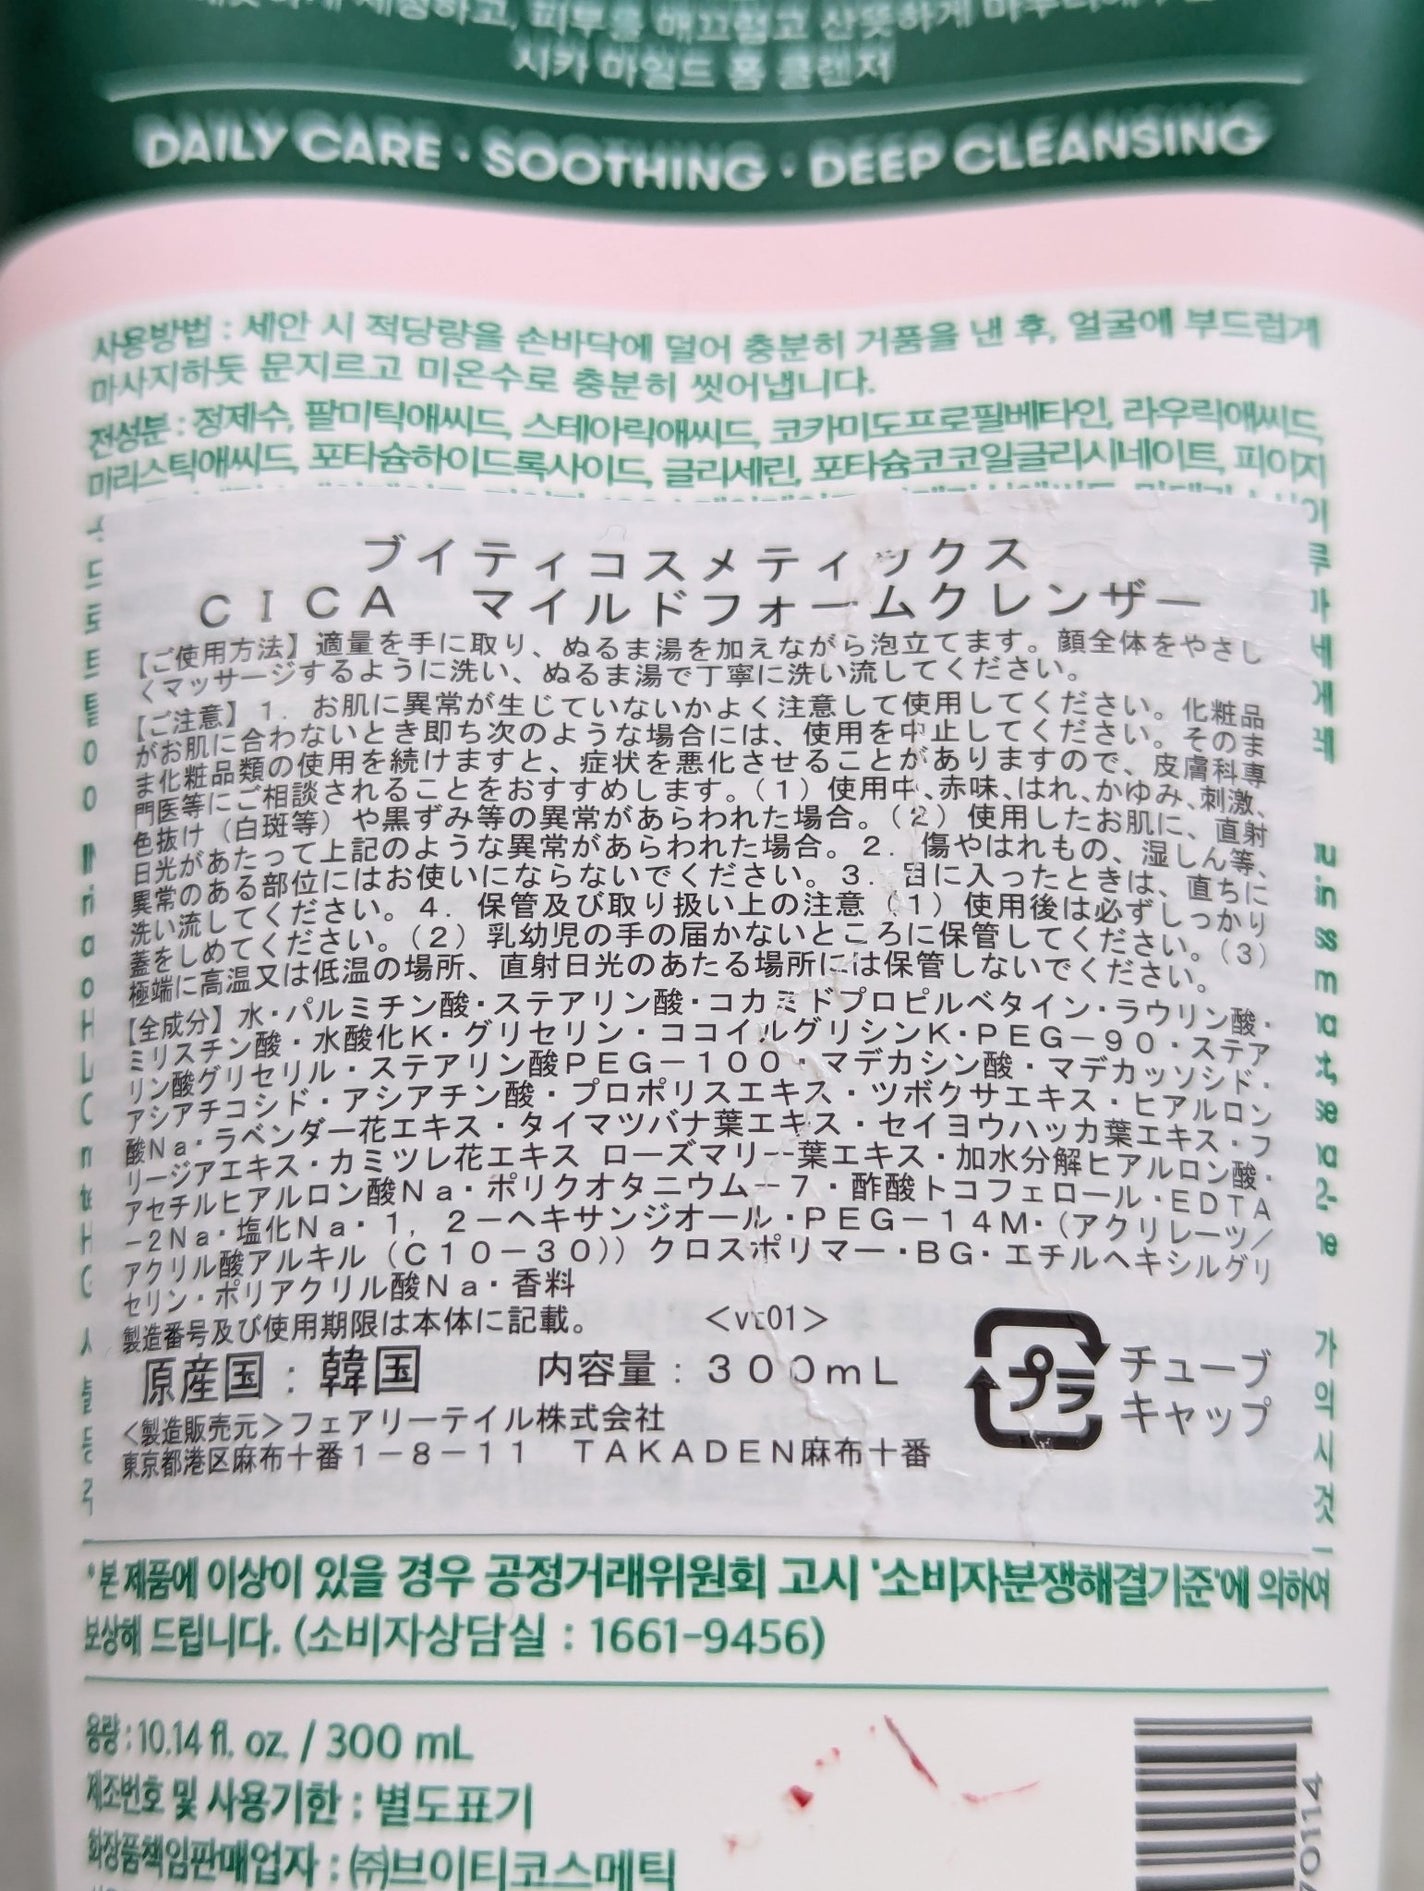 시카 마일드 폼 클렌저
DAILY CARE · SOOTHING · DEEP CLEANSING
사용방법 : 세안 시 적당량을 손바닥에 덜어 충분히 거품을 낸 후, 얼굴에 부드럽게
마사지하듯 문지르고 미온수로 충분히 씻어냅니다.
전성분 : 정제수, 팔미틱애씨드, 스테아릭애씨드, 코카미도프로필베타인, 라우릭애씨드,
미리스틱애씨드, 포타슘하이드록사이드, 글리세린, 포타슘코코일글리시네이트, 피이지
ブイティコスメティックス
CICA　マイルドフォームクレンザー
【ご使用方法】適量を手に取り、ぬるま湯を加えながら泡立てます。顔全体をやさし
くマッサージするように洗い、ぬるま湯で丁寧に洗い流してください。
【ご注意】1. お肌に異常が生じていないかよく注意して使用してください。化粧品
がお肌に合わないとき即ち次のような場合には、使用を中止してください。そのま
ま化粧品類の使用を続けますと、症状を悪化させることがありますので、皮膚科専
門医等にご相談されることをおすすめします。(1) 使用中、赤味、はれ、かゆみ、刺激、
色抜け（白斑等）や黒ずみ等の異常があらわれた場合。(2) 使用したお肌に、直射
日光があたって上記のような異常があらわれた場合。2. 傷やはれもの、湿しん等、
異常のある部位にはお使いにならないでください。3. 目に入ったときは、直ちに
洗い流してください。4. 保管及び取り扱い上の注意 (1) 使用後は必ずしっかり
蓋をしめてください。(2) 乳幼児の手の届かないところに保管してください。(3)
極端に高温又は低温の場所、直射日光のあたる場所には保管しないでください。
【全成分】水・パルミチン酸・ステアリン酸・コカミドプロピルベタイン・ラウリン酸・
ミリスチン酸・水酸化K・グリセリン・ココイルグリシンK・PEG－90・ステア
リン酸グリセリル・ステアリン酸PEG－100・マデカシン酸・マデカッソシド・
アシアチコシド・アシアチン酸・プロポリスエキス・ツボクサエキス・ヒアルロン
酸Na・ラベンダー花エキス・タイマツバナ葉エキス・セイヨウハッカ葉エキス・フ
リージアエキス・カミツレ花エキス ローズマリー葉エキス・加水分解ヒアルロン酸・
アセチルヒアルロン酸Na・ポリクオタニウム－7・酢酸トコフェロール・EDTA
－2Na・塩化Na・1，2－ヘキサンジオール・PEG－14M・(アクリレーツ／
アクリル酸アルキル（C10－30)) クロスポリマー・BG・エチルヘキシルグリ
セリン・ポリアクリル酸Na・香料
製造番号及び使用期限は本体に記載。　＜vt01＞
原産国：韓国　内容量：300mL
プラ
チューブ
キャップ
＜製造販売元＞フェアリーテイル株式会社
東京都港区麻布十番1－8－11　TAKADEN麻布十番
*본 제품에 이상이 있을 경우 공정거래위원회 고시 '소비자분쟁해결기준'에 의하여
보상해 드립니다. (소비자상담실 : 1661-9456)
용량 : 10.14 fl. oz. / 300 mL
제조번호 및 사용기한 : 별도표기
화장품책임판매업자 : ㈜브이티코스메틱